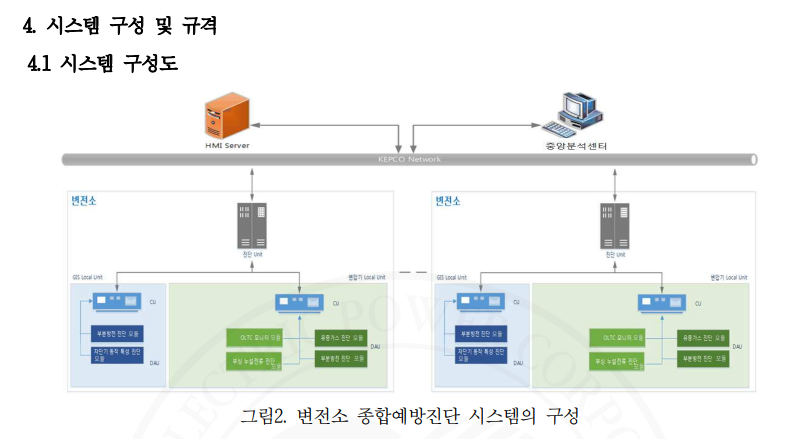 4. 시스템 구성 및 규격
4.1 시스템 구성도
HMI Server
중앙분석센터
KEPCO Network
변전소
진단 Unit
GIS Local Unit
변압기 Local Unit
CU
CU
부분방전 진단 모듈
차단기 동작 특성 진단
모듈
DAU
OLTC 모니터 모듈
유중가스 진단 모듈
DAU
부싱 누설전류 진단
모듈
부분방전 진단 모듈
변전소
진단 Unit
GIS Local Unit
변압기 Local Unit
CU
CU
부분방전 진단 모듈
차단기 동작 특성 진단
모듈
DAU
OLTC 모니터 모듈
유중가스 진단 모듈
DAU
부싱 누설전류 진단
모듈
부분방전 진단 모듈
그림2. 변전소 종합예방진단 시스템의 구성